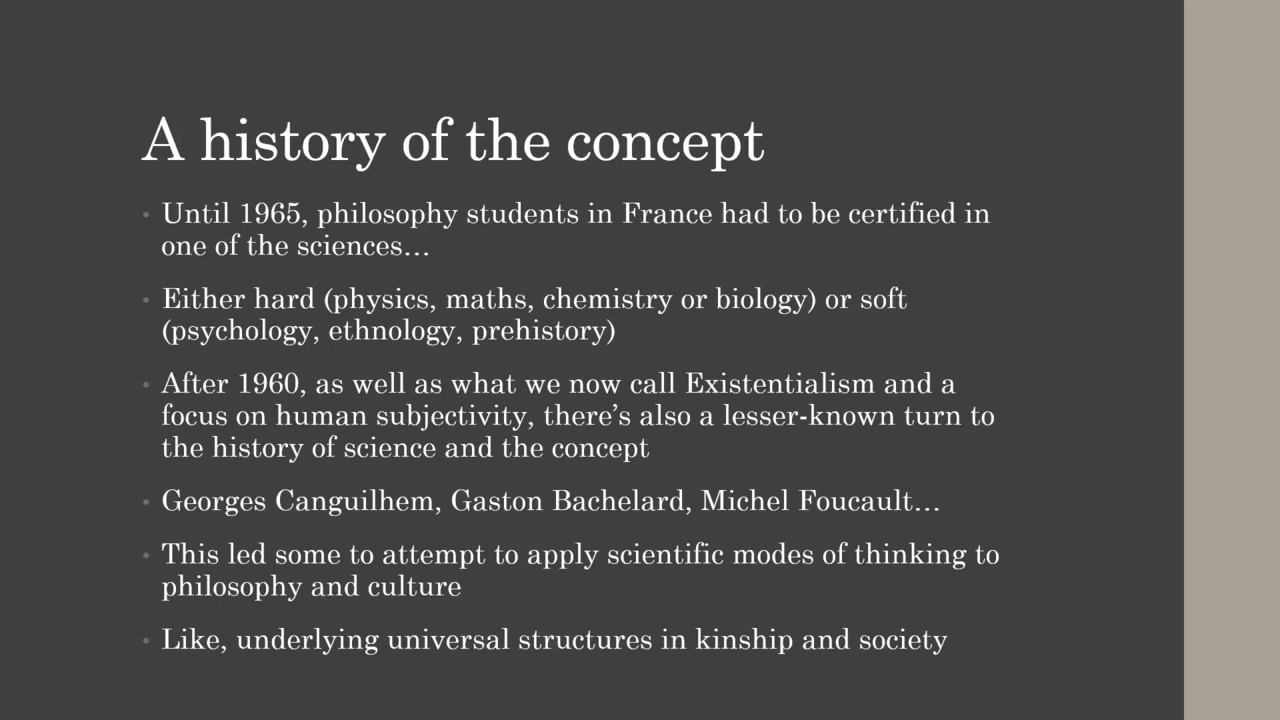 A history of the concept
• Until 1965, philosophy students in France had to be certified in
one of the sciences…
• Either hard (physics, maths, chemistry or biology) or soft
(psychology, ethnology, prehistory)
• After 1960, as well as what we now call Existentialism and a
focus on human subjectivity, there’s also a lesser-known turn to
the history of science and the concept
• Georges Canguilhem, Gaston Bachelard, Michel Foucault…
• This led some to attempt to apply scientific modes of thinking to
philosophy and culture
• Like, underlying universal structures in kinship and society